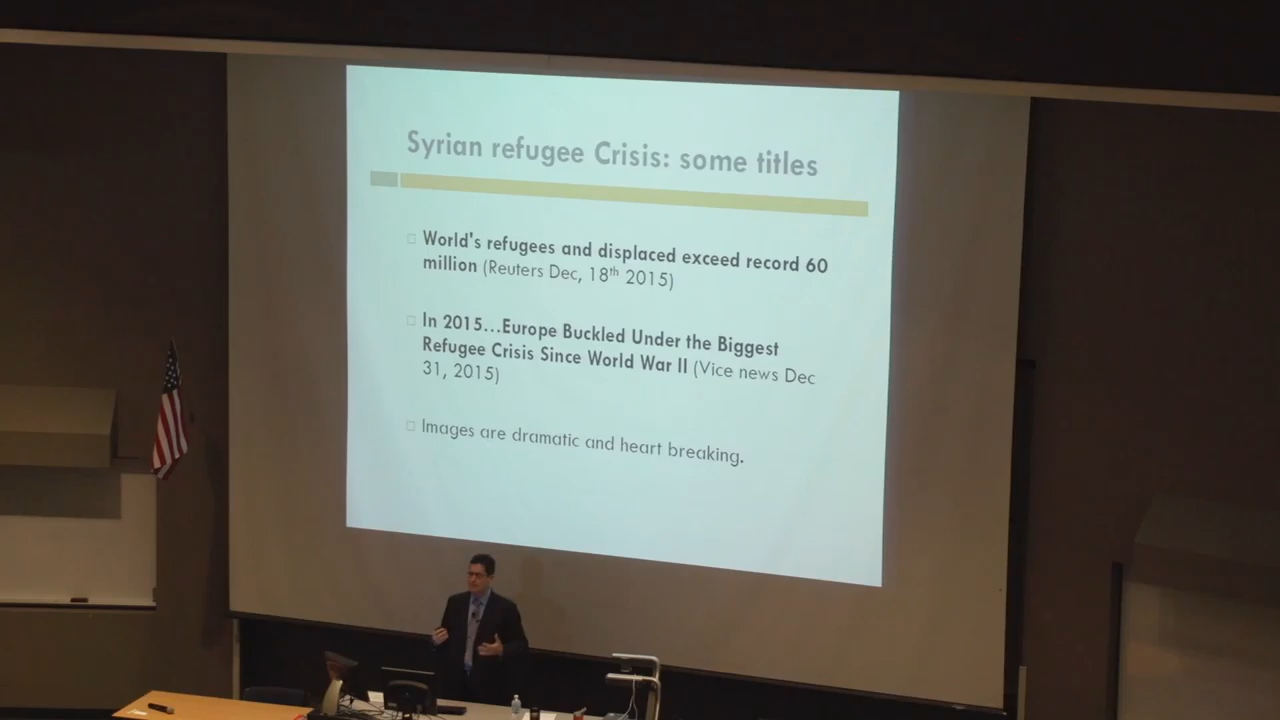 Syrian refugee Crisis: some titles
World's refugees and displaced exceed record 60
million (Reuters Dec, 18th 2015)
In 2015...Europe Buckled Under the Biggest
Refugee Crisis Since World War II (Vice news Dec
31, 2015)
Images are dramatic and heart breaking.